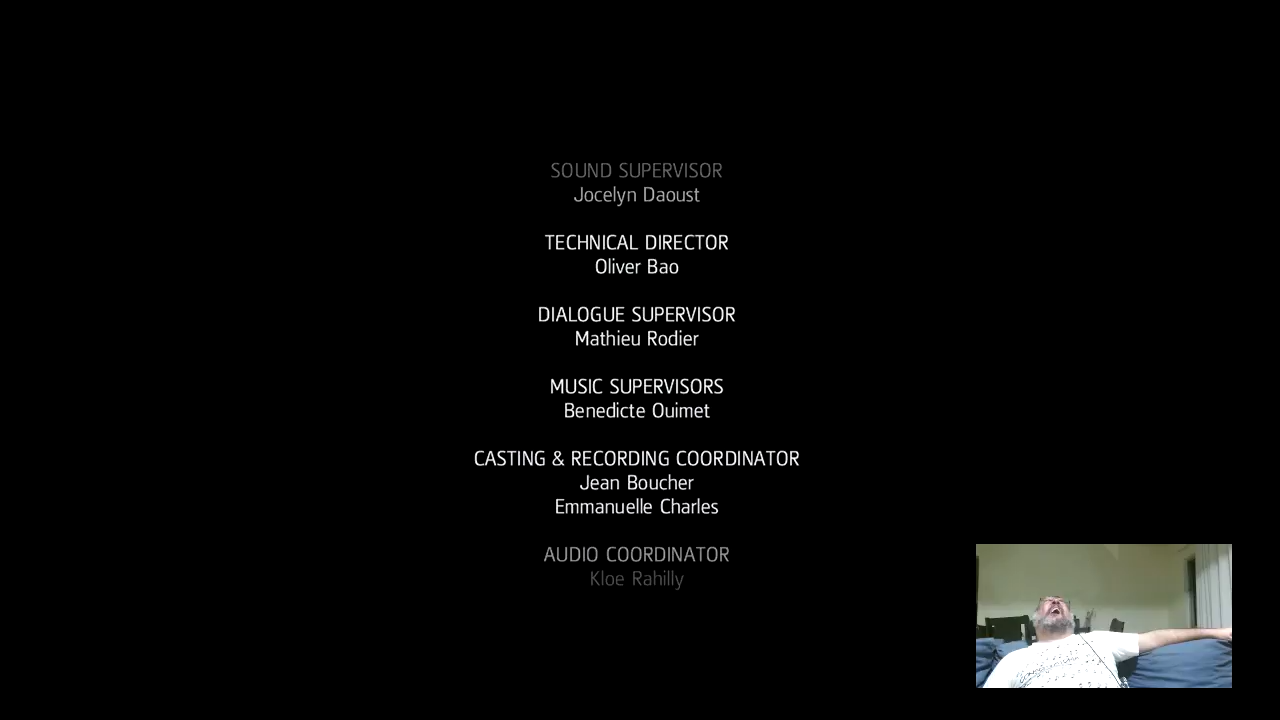 SOUND SUPERVISOR
Jocelyn Daoust
TECHNICAL DIRECTOR
Oliver Bao
DIALOGUE SUPERVISOR
Mathieu Rodier
MUSIC SUPERVISORS
Benedicte Ouimet
CASTING & RECORDING COORDINATOR
Jean Boucher
Emmanuelle Charles
AUDIO COORDINATOR
Kloe Rahilly